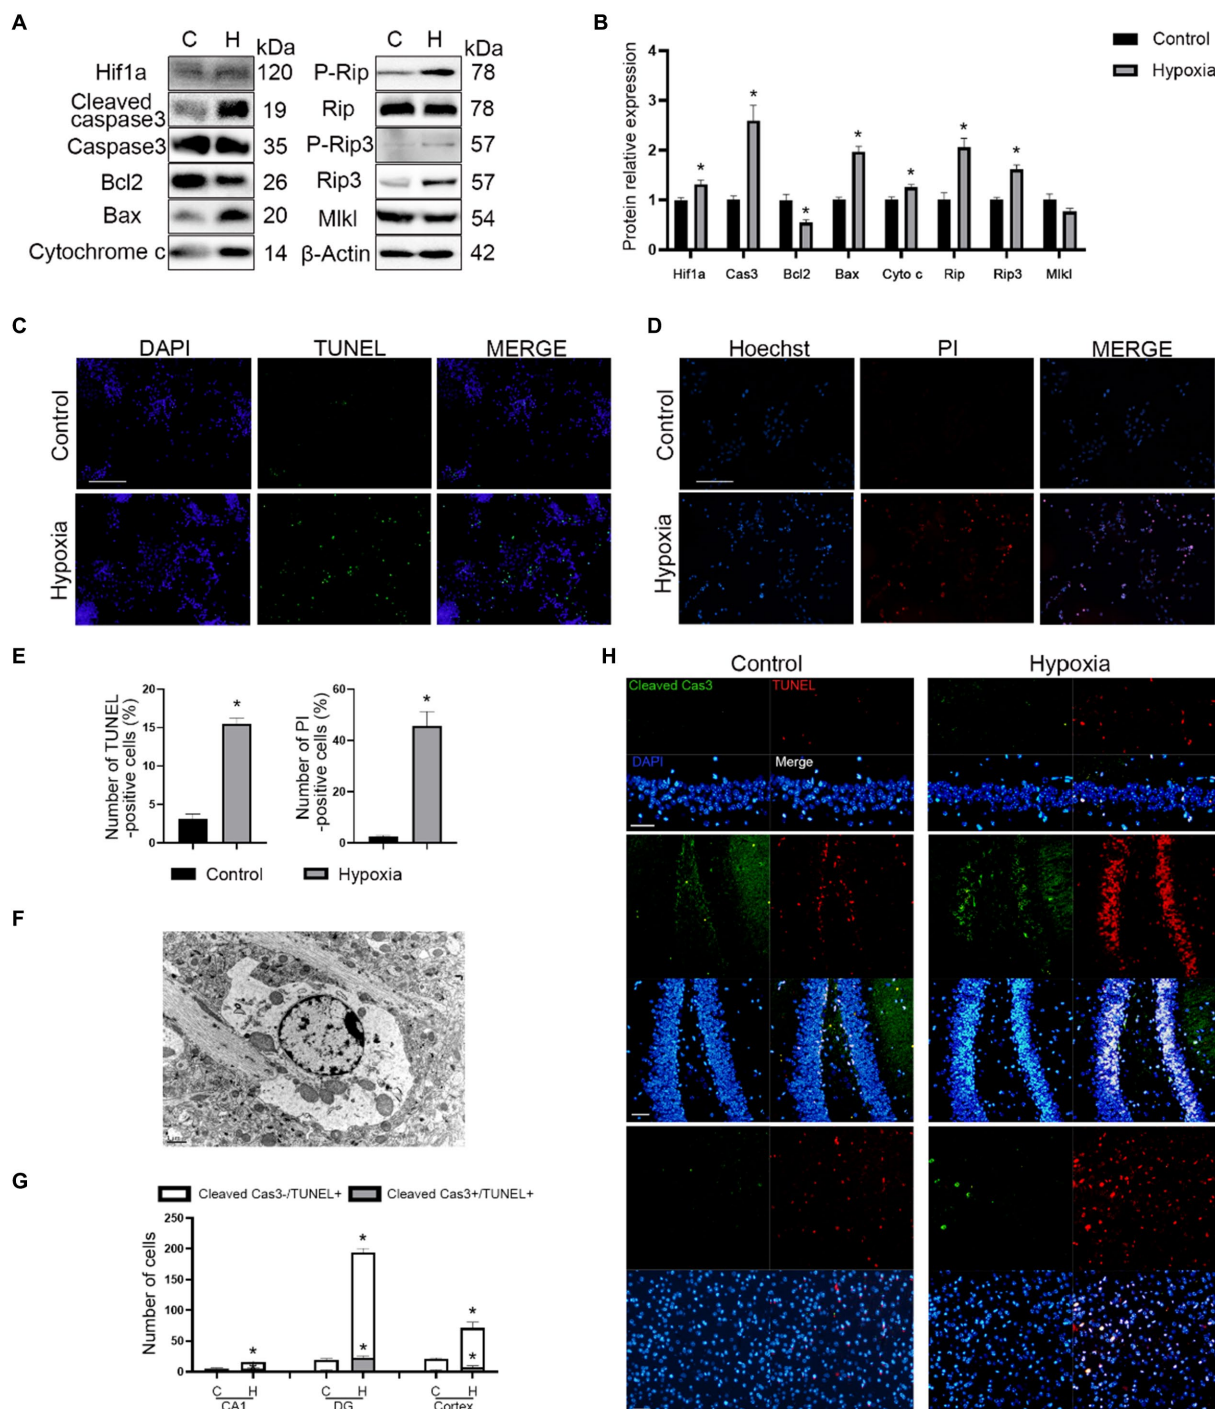 A
C H kDa
Hif1a 120
Cleaved
caspase3 19
Caspase3 35
Bcl2 26
Bax 20
Cytochrome c 14
C H kDa
P-Rip 78
Rip 78
P-Rip3 57
Rip3 57
Mlkl 54
β-Actin 42
B
Control
Hypoxia
Protein relative expression
4
3
2
1
0
* * * * * * *
Hif1a Cas3 Bcl2 Bax Cyto c Rip Rip3 Mlkl
C
DAPI TUNEL MERGE
Control
Hypoxia
D
Hoechst PI MERGE
Control
Hypoxia
E
Number of TUNEL
-positive cells (%)
20
15
10
5
0
*
Number of PI
-positive cells (%)
60
40
20
0
*
Control Hypoxia
F
G
Cleaved Cas3-/TUNEL+ Cleaved Cas3+/TUNEL+
Number of cells
250
200
150
100
50
0
* * * * *
C H C H C H
CA1 DG Cortex
H
Control Hypoxia
Cleaved Cas3 TUNEL
DAPI Merge